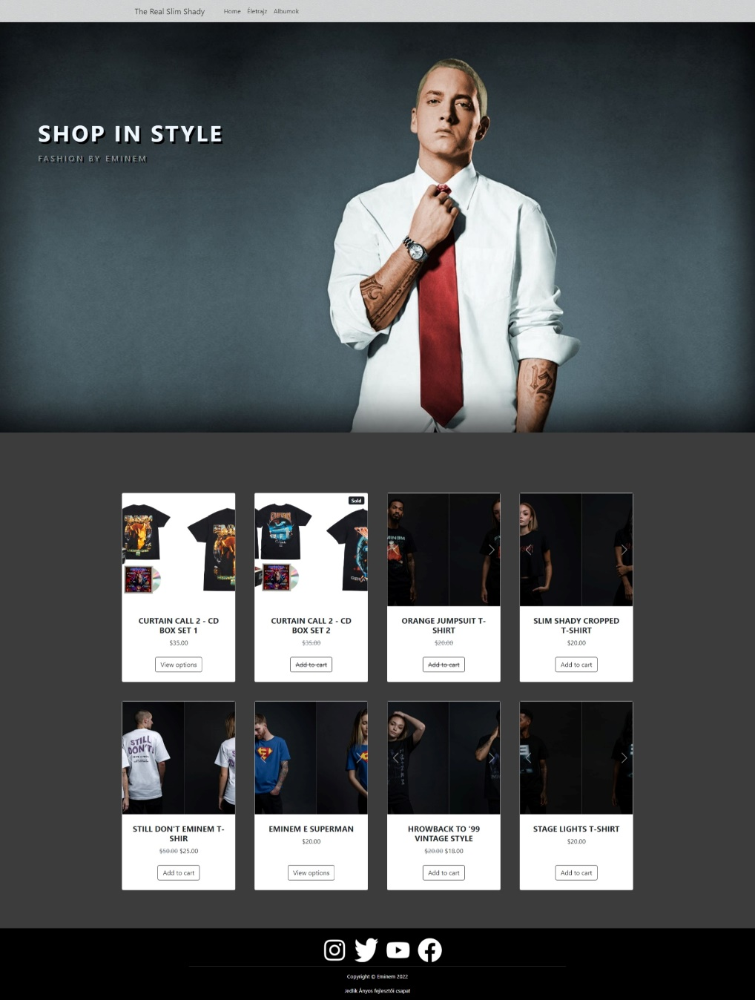 The Real Slim Shady Home Életrajz Albumok
SHOP IN STYLE
FASHION BY EMINEM
Sold
CURTAIN CALL 2 - CD
BOX SET 1
$35.00
View options
CURTAIN CALL 2 - CD
BOX SET 2
$35.00
Add to cart
ORANGE JUMPSUIT T-
SHIRT
$20.00
Add to cart
SLIM SHADY CROPPED
T-SHIRT
$20.00
Add to cart
STILL
DON'T
STILL DON'T EMINEM T-
SHIR
$50.00 $25.00
Add to cart
EMINEM E SUPERMAN
$20.00
View options
HROWBACK TO '99
VINTAGE STYLE
$20.00 $18.00
Add to cart
STAGE LIGHTS T-SHIRT
$20.00
Add to cart
Copyright © Eminem 2022
Jedlik Ányos fejlesztői csapat